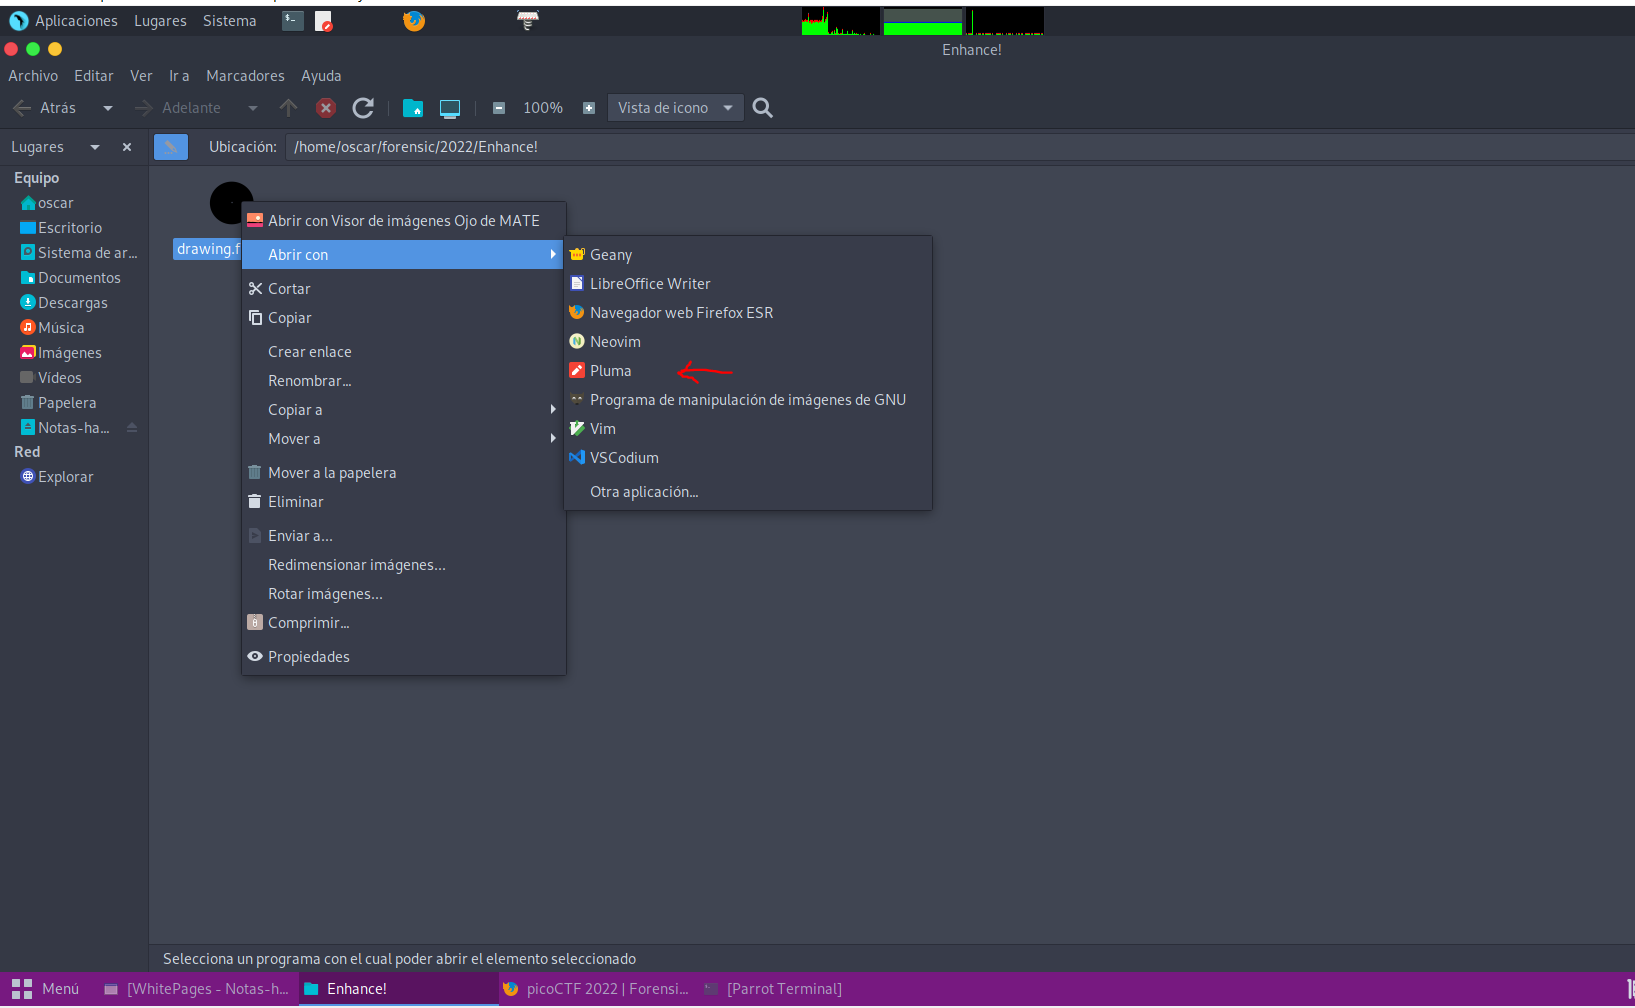 Aplicaciones Lugares Sistema
Enhance!
Archivo Editar Ver Ir a Marcadores Ayuda
Atrás Adelante 100% Vista de icono
Lugares Ubicación: /home/oscar/forensic/2022/Enhance!
Equipo
oscar
Escritorio
Sistema de ar...
Documentos
Descargas
Música
Imágenes
Vídeos
Papelera
Notas-ha...
Red
Explorar
drawing.f
Abrir con Visor de imágenes Ojo de MATE
Abrir con
Cortar
Copiar
Crear enlace
Renombrar...
Copiar a
Mover a
Mover a la papelera
Eliminar
Enviar a...
Redimensionar imágenes...
Rotar imágenes...
Comprimir...
Propiedades
Geany
LibreOffice Writer
Navegador web Firefox ESR
Neovim
Pluma
Programa de manipulación de imágenes de GNU
Vim
VSCodium
Otra aplicación...
Selecciona un programa con el cual poder abrir el elemento seleccionado
Menú [WhitePages - Notas-h... Enhance! picoCTF 2022 | Forensi... [Parrot Terminal]